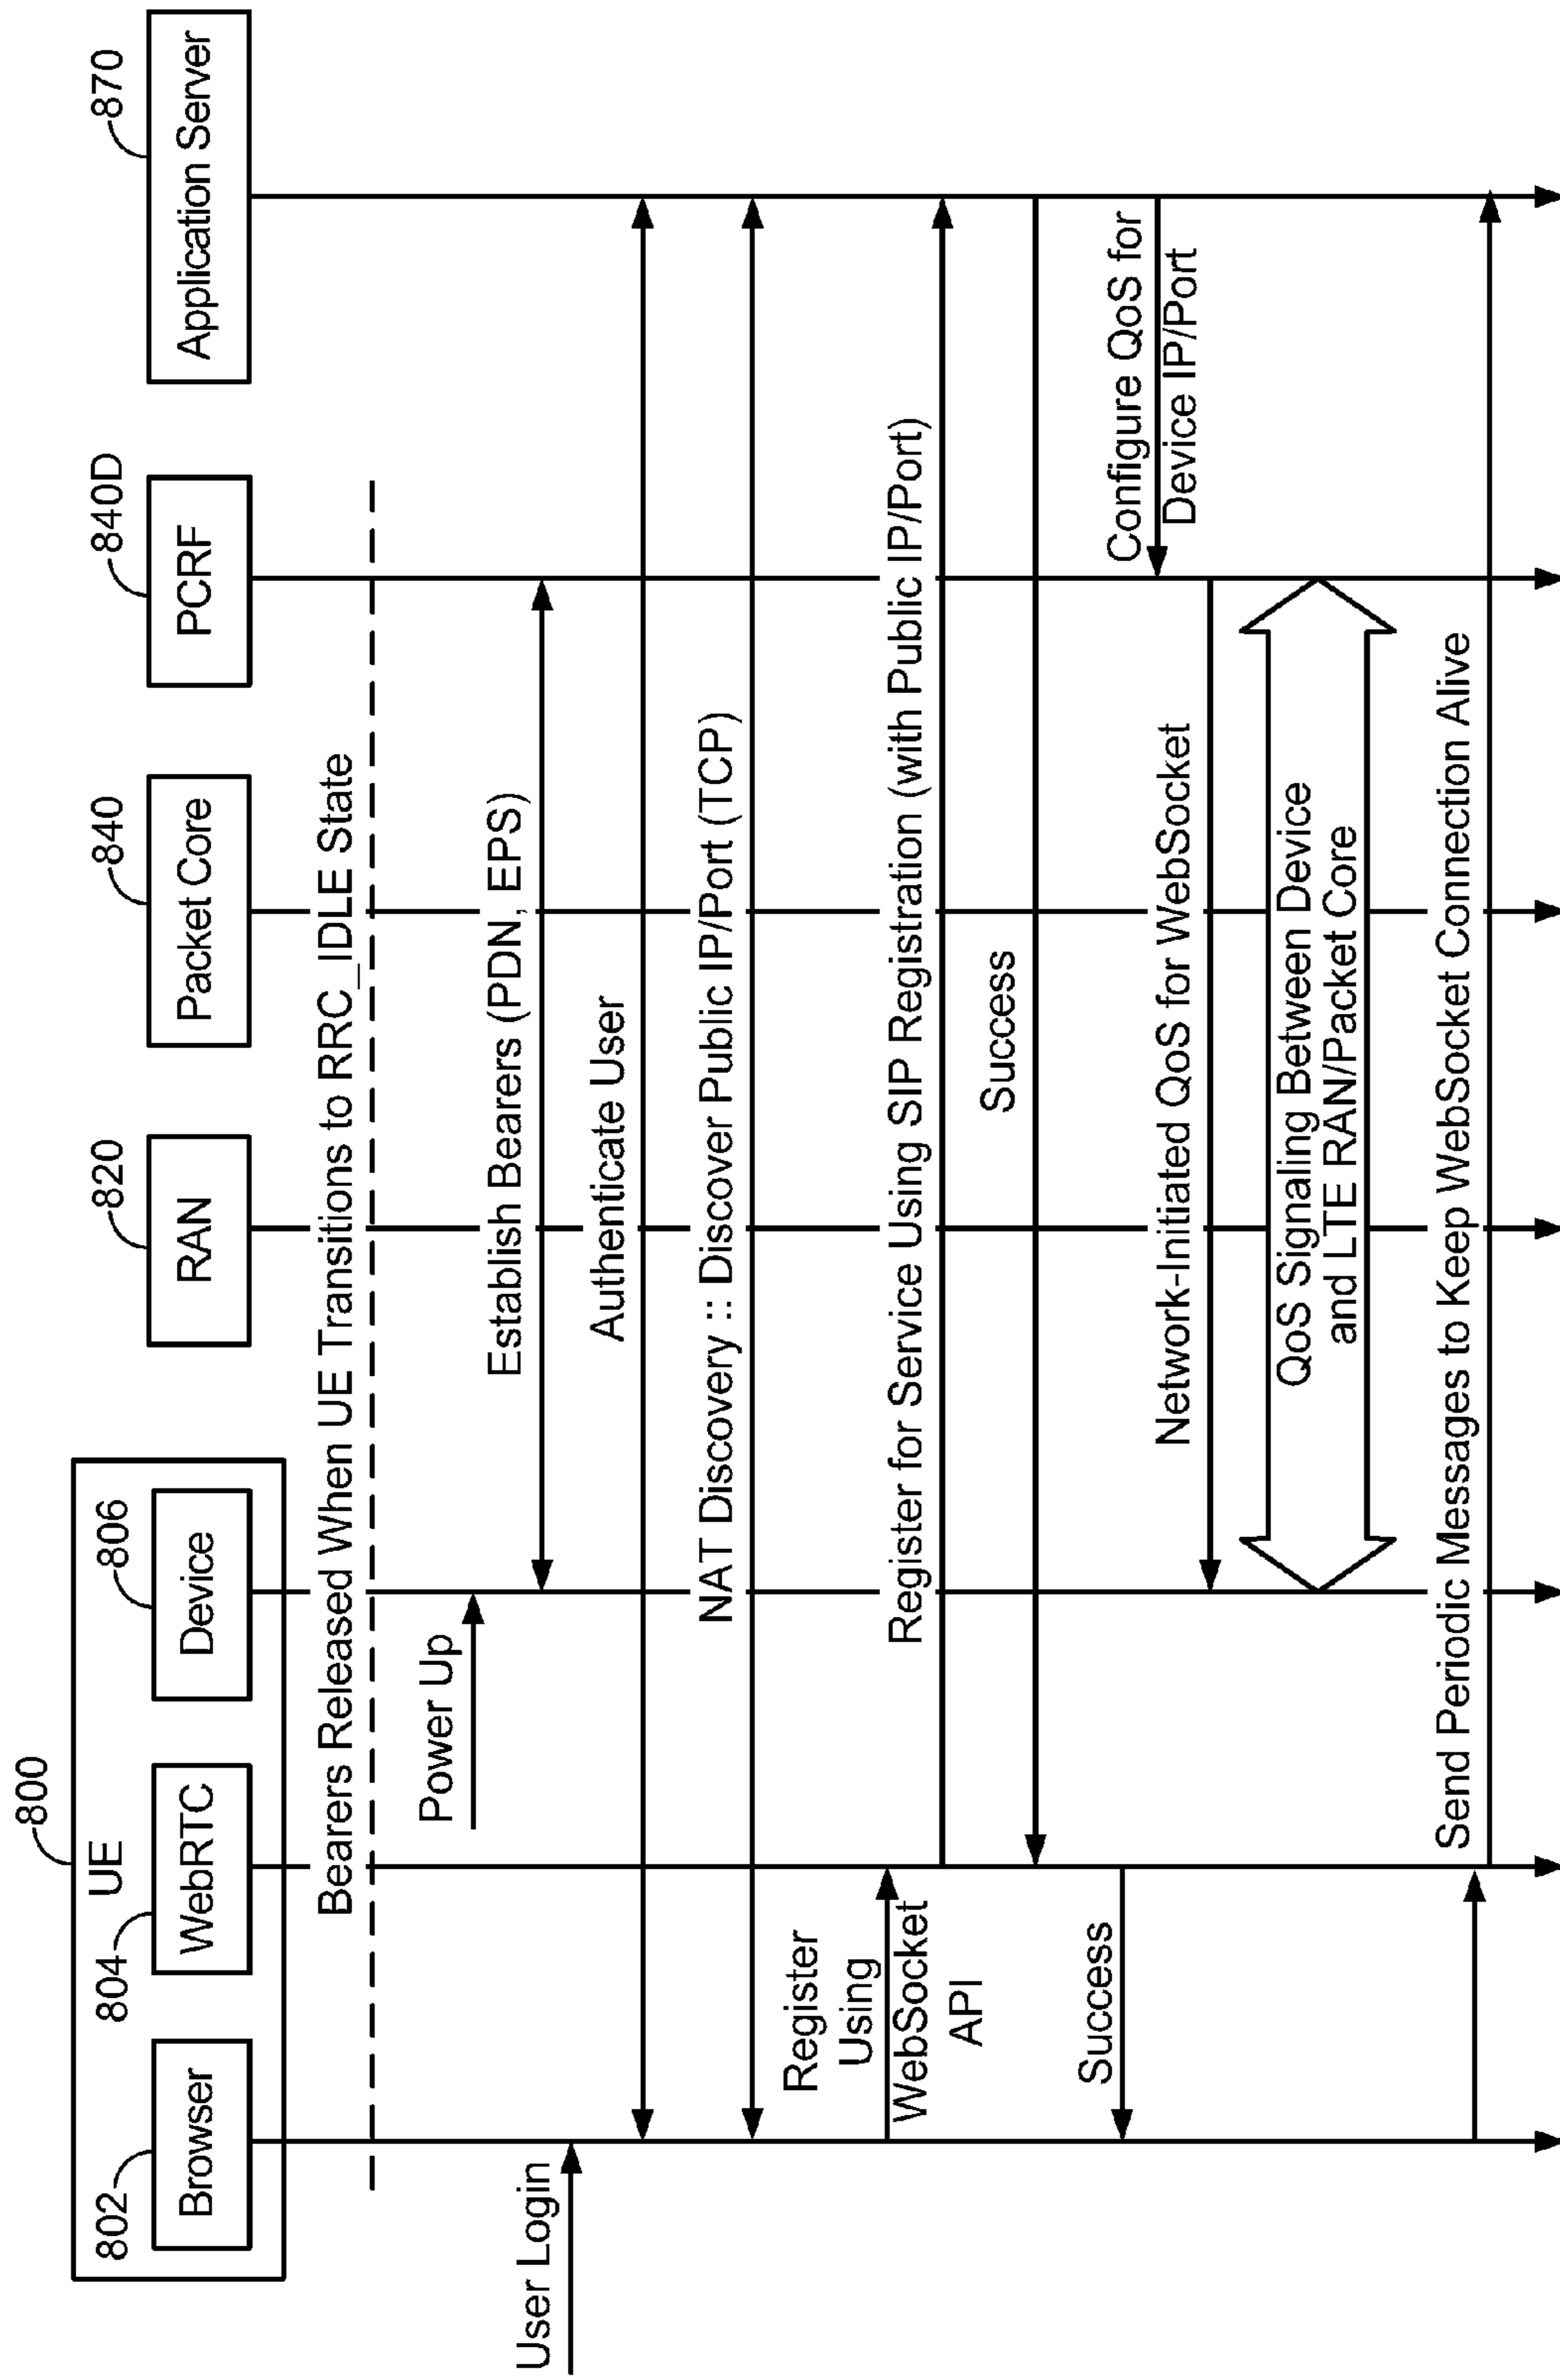 800
UE
802
804
806
820
840
840D
870
Browser
WebRTC
Device
RAN
Packet Core
PCRF
Application Server
Bearers Released When UE Transitions to RRC_IDLE State
Power Up
Establish Bearers (PDN, EPS)
User Login
Authenticate User
NAT Discovery :: Discover Public IP/Port (TCP)
Register
Using
WebSocket
API
Register for Service Using SIP Registration (with Public IP/Port)
Success
Success
Configure QoS for
Device IP/Port
Network-Initiated QoS for WebSocket
QoS Signaling Between Device
and LTE RAN/Packet Core
Send Periodic Messages to Keep WebSocket Connection Alive